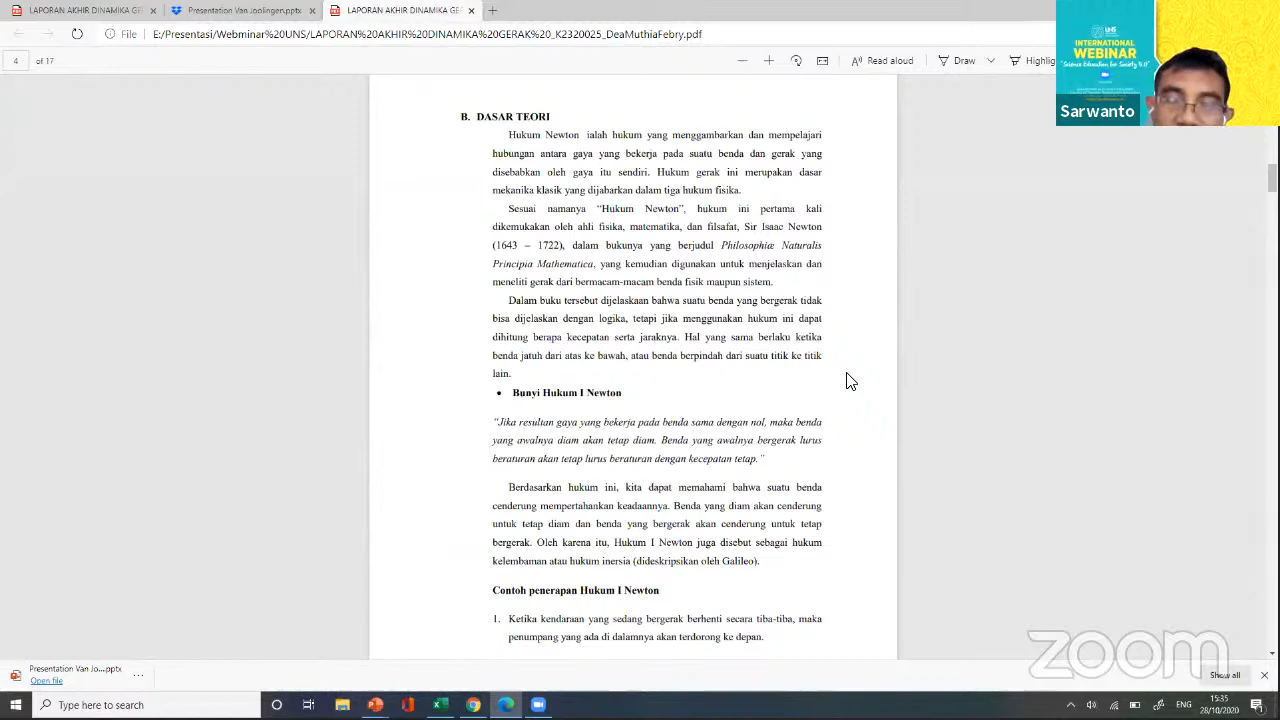 LAPORAN AKHIR DINAMIKA GE
Presentation Van Joolingen.pptx
LAPORAN AKHIR DINAMIKA GE
File E:/Presentasi/Webminar%20UNS/LAPORAN%20AKHIR%20DINAMIKA%20GERAK%20_K2320025_DeaMuthiaFebry.pdf
4 of 17
Read aloud
Draw
Highlig
UNS
INTERNATIONAL
WEBINAR
"Science Education for Society 5.0"
Sarwanto
B. DASAR TEORI
Hukum Newton ialah hukum yang menggambarkan dan mempelajari
hubungan antara gaya yang bekerja pada suatu benda dan gerak yang
disebabkan oleh gaya itu sendiri. Hukum gerak ini merupakan dasar
mekanika klasik yang dijabarkan dalam tiga hukum fisika.
Sesuai namanya “Hukum Newton”, hukum ini pertama kali
dikemukakan oleh ahli fisika, matematika, dan filsafat, Sir Isaac Newton
(1643 – 1722), dalam bukunya yang berjudul Philosophiæ Naturalis
Principia Mathematica, yang kemudian digunakan untuk menjelaskan dan
meneliti gerak dari bermacam-macam benda fisik maupun sistem.
Dalam buku tersebut dijelaskaan bahwa suatu benda yang bergerak tidak
bisa dijelaskan dengan logika, tetapi jika menggunakan hukum ini dapat
dihitung berapa kecepatan serta jaraknya. Hal yang sama berlaku ketika
benda jatuh dari atas ke bawah, atau benda berpindah dari suatu titik ke titik
lain.
• Bunyi Hukum I Newton
“Jika resultan gaya yang bekerja pada benda sama dengan nol, maka benda
yang awalnya diam akan tetap diam. Benda yang awalnya bergerak lurus
beraturan akan tetap lurus beraturan dengan kecepatan tetap.”
Berdasarkan hukum ini, kita dapat memahami bahwa suatu benda
cenderung mempertahankan keadaannya. Benda yang diam akan cenderung
untuk tetap diam dan benda yang bergerak akan cenderung untuk tetap
bergerak. Oleh karena itu, Hukum I Newton juga disebut sebagai hukum
kelembaman atau hukum inersia (dideskripsikan oleh Galileo).
Contoh penerapan Hukum I Newton
1. Ketika kendaraan yang sedang bergerak berhenti secara tiba-tiba, maka
penumpang yang ada di dalamnya akan terdorong ke depan.
zoom
Presentation Van Jo....pptx
Open file
Show all
Type here to search
ENG
15:35
28/10/2020